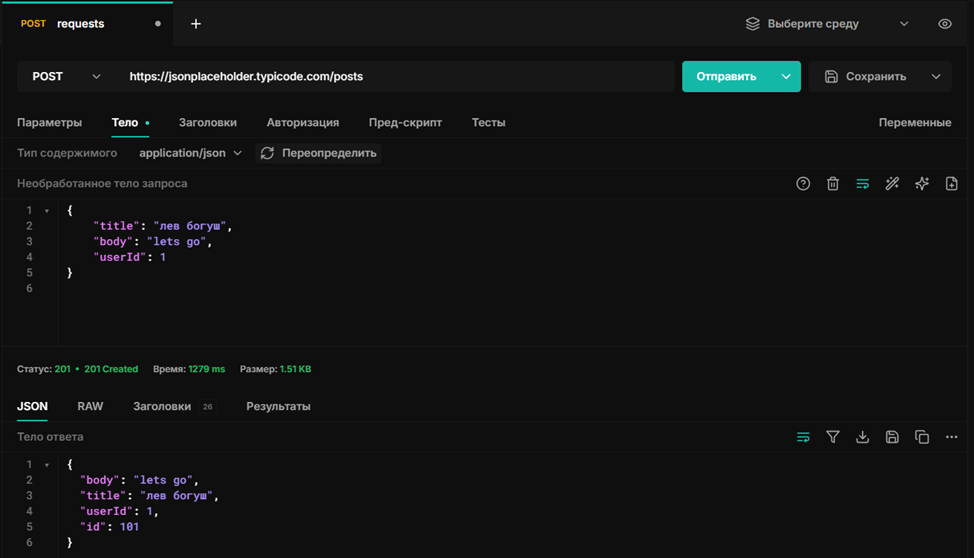 POST requests
Выберите среду
POST https://jsonplaceholder.typicode.com/posts Отправить Сохранить
Параметры Тело Заголовки Авторизация Пред-скрипт Тесты Переменные
Тип содержимого application/json Переопределить
Необработанное тело запроса
1 {
2 "title": "лев богуш",
3 "body": "lets go",
4 "userId": 1
5 }
6
Статус: 201 • 201 Created Время: 1279 ms Размер: 1.51 KB
JSON RAW Заголовки 26 Результаты
Тело ответа
1 {
2 "body": "lets go",
3 "title": "лев богуш",
4 "userId": 1,
5 "id": 101
6 }